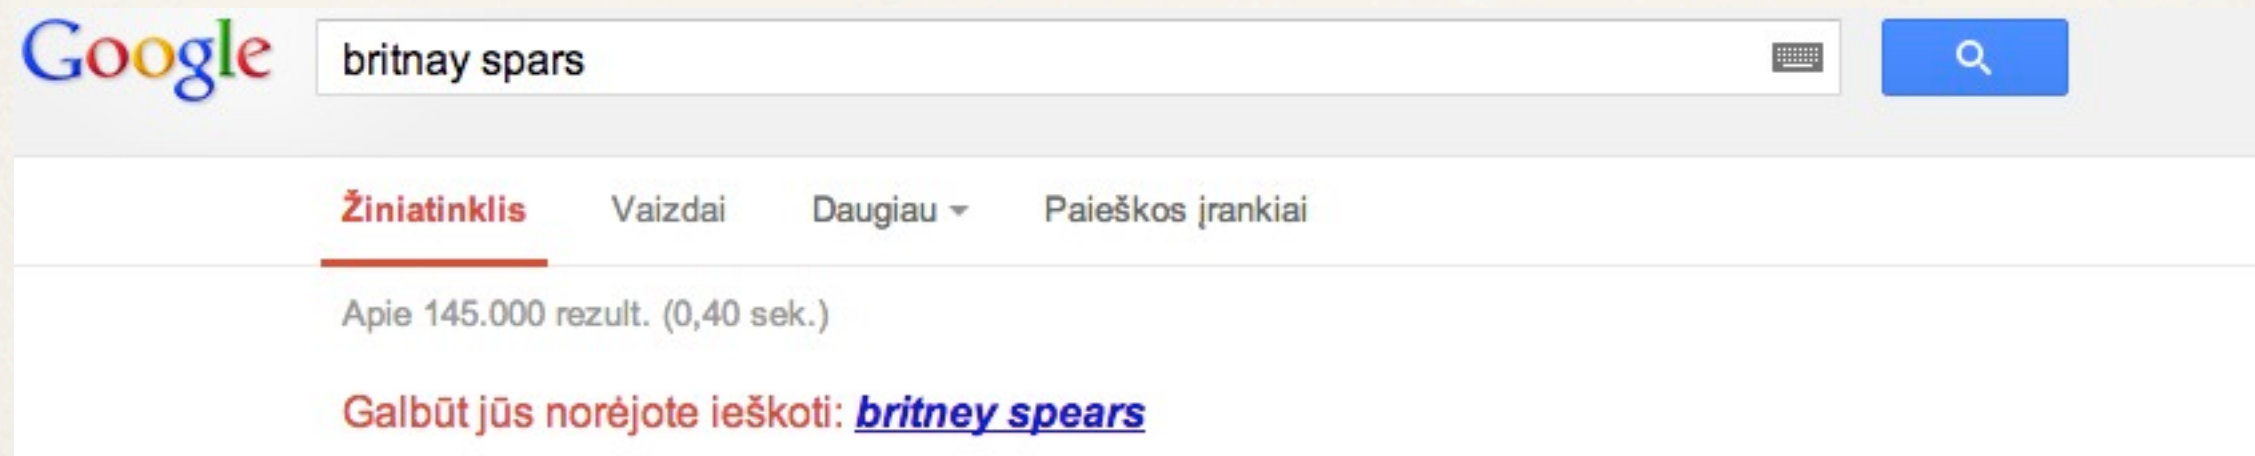 Google britnay spars
Žiniatinklis Vaizdai Daugiau Paieškos įrankiai
Apie 145.000 rezult. (0,40 sek.)
Galbūt jūs norėjote ieškoti: britney spears